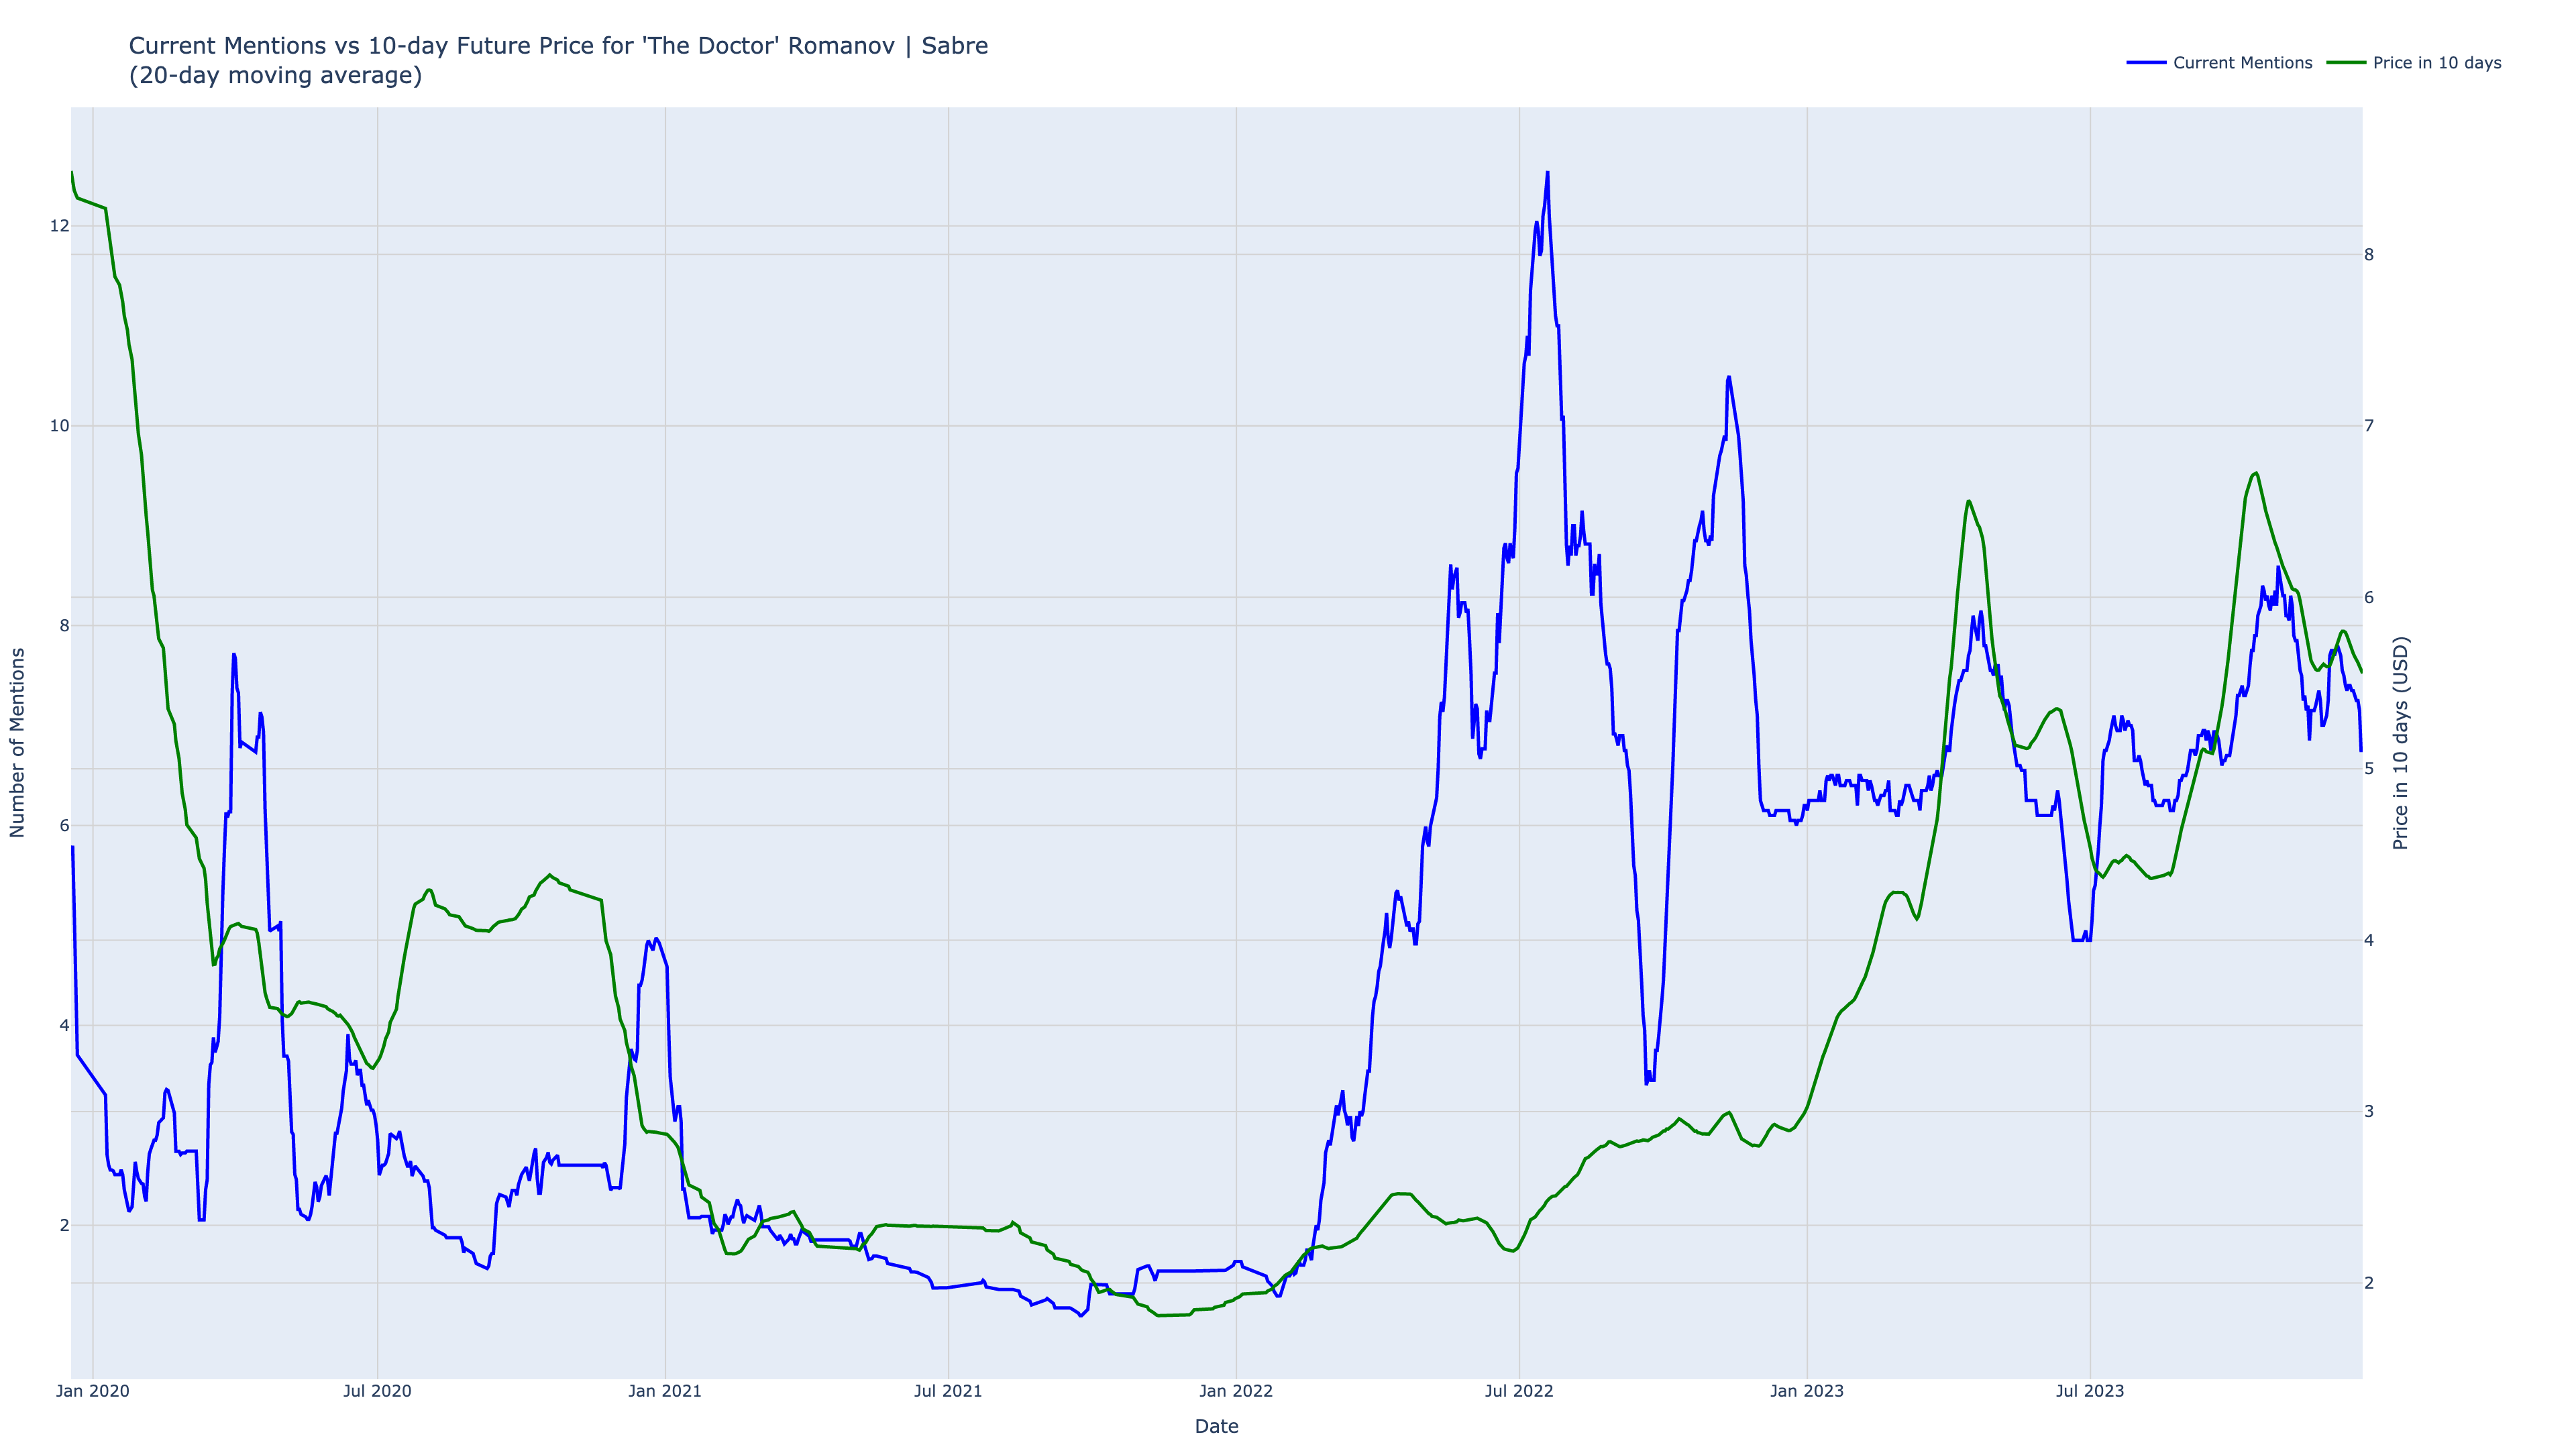 Current Mentions vs 10-day Future Price for 'The Doctor' Romanov | Sabre
(20-day moving average)
Current Mentions
Price in 10 days
12
10
8
6
4
2
Number of Mentions
8
7
6
5
4
3
2
Price in 10 days (USD)
Jan 2020
Jul 2020
Jan 2021
Jul 2021
Jan 2022
Jul 2022
Jan 2023
Jul 2023
Date